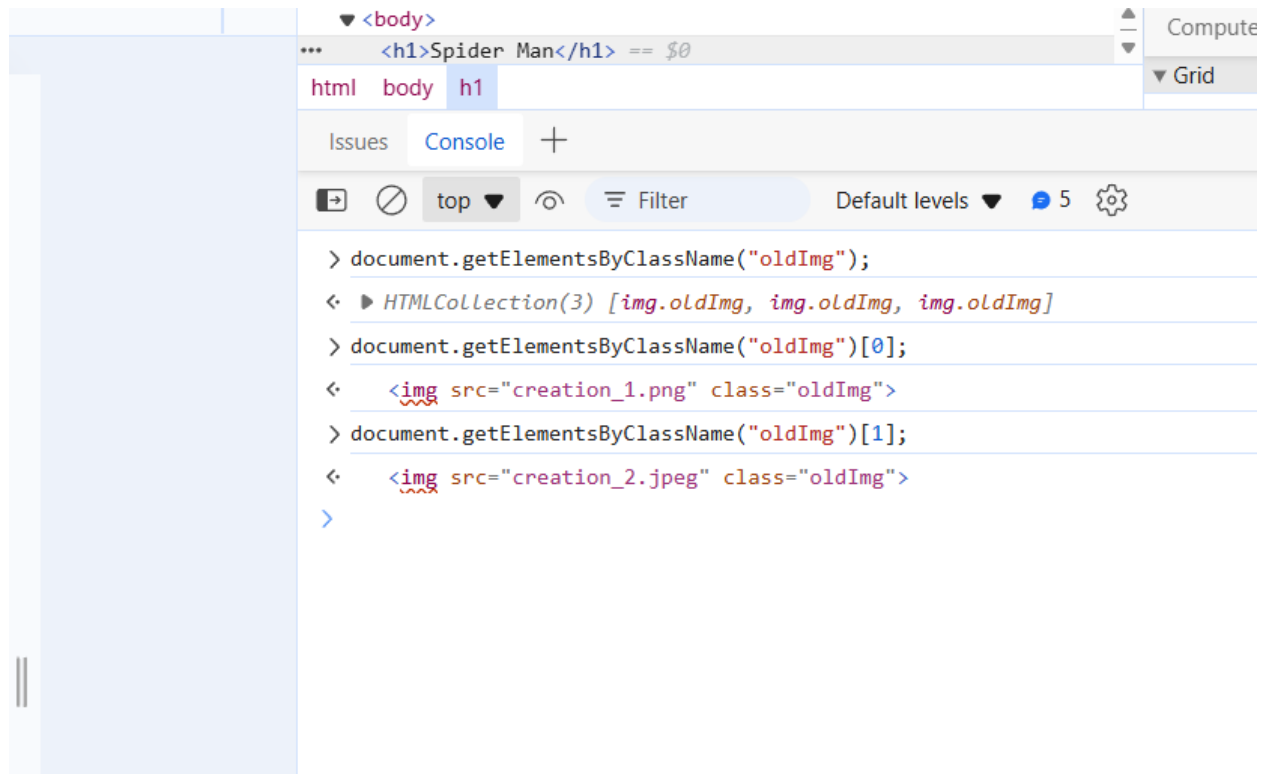 <body>
<h1>Spider Man</h1> == $0
Compute
html body h1
Grid
Issues Console
top Filter Default levels 5
document.getElementsByClassName("oldImg");
HTMLCollection(3) [img.oldImg, img.oldImg, img.oldImg]
document.getElementsByClassName("oldImg")[0];
<img src="creation_1.png" class="oldImg">
document.getElementsByClassName("oldImg")[1];
<img src="creation_2.jpeg" class="oldImg">